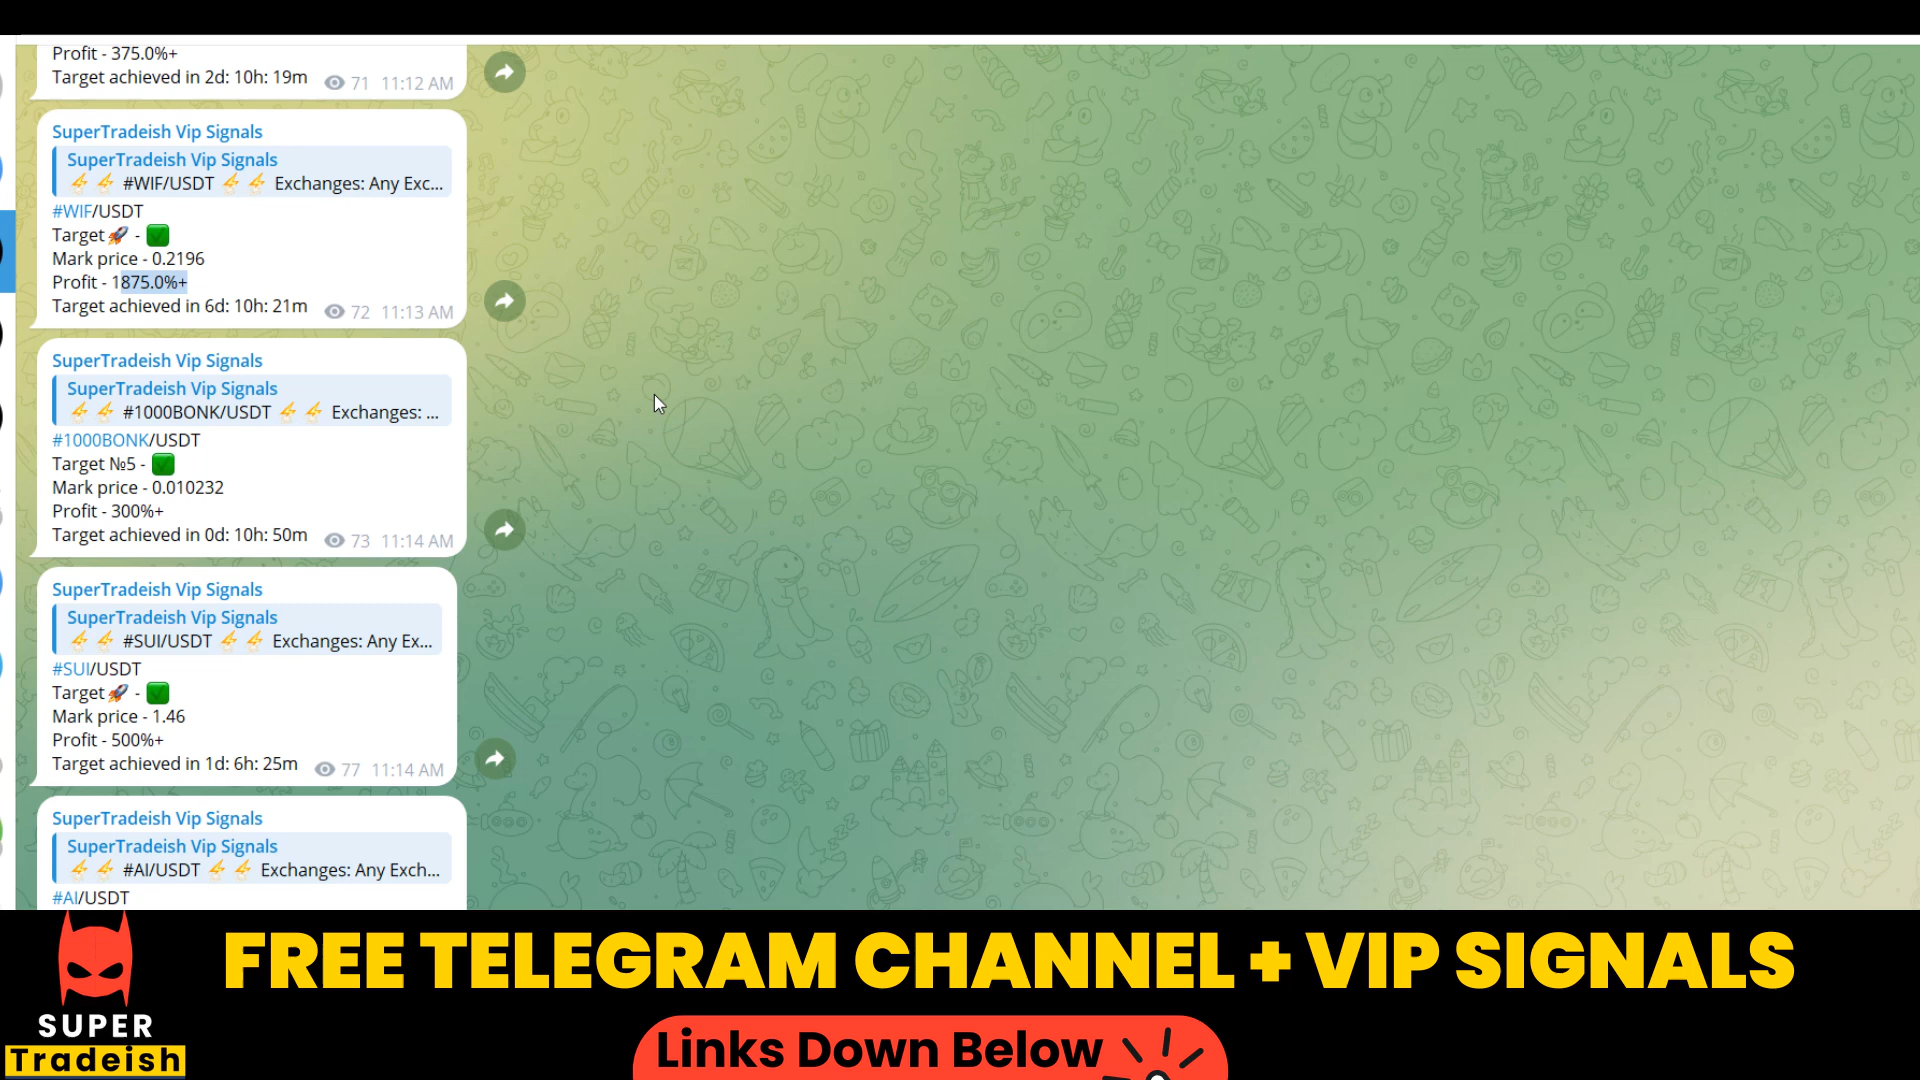 Profit - 375.0%+
Target achieved in 2d: 10h: 19m 71 11:12 AM
SuperTradeish Vip Signals
SuperTradeish Vip Signals
⚡ ⚡ #WIF/USDT ⚡ ⚡ Exchanges: Any Exc...
#WIF/USDT
Target 🚀 - ✅
Mark price - 0.2196
Profit - 1875.0%+
Target achieved in 6d: 10h: 21m 72 11:13 AM
SuperTradeish Vip Signals
SuperTradeish Vip Signals
⚡ ⚡ #1000BONK/USDT ⚡ ⚡ Exchanges: ...
#1000BONK/USDT
Target №5 - ✅
Mark price - 0.010232
Profit - 300%+
Target achieved in 0d: 10h: 50m 73 11:14 AM
SuperTradeish Vip Signals
SuperTradeish Vip Signals
⚡ ⚡ #SUI/USDT ⚡ ⚡ Exchanges: Any Ex...
#SUI/USDT
Target 🚀 - ✅
Mark price - 1.46
Profit - 500%+
Target achieved in 1d: 6h: 25m 77 11:14 AM
SuperTradeish Vip Signals
SuperTradeish Vip Signals
⚡ ⚡ #AI/USDT ⚡ ⚡ Exchanges: Any Exch...
#AI/USDT
FREE TELEGRAM CHANNEL + VIP SIGNALS
SUPER
Tradeish
Links Down Below